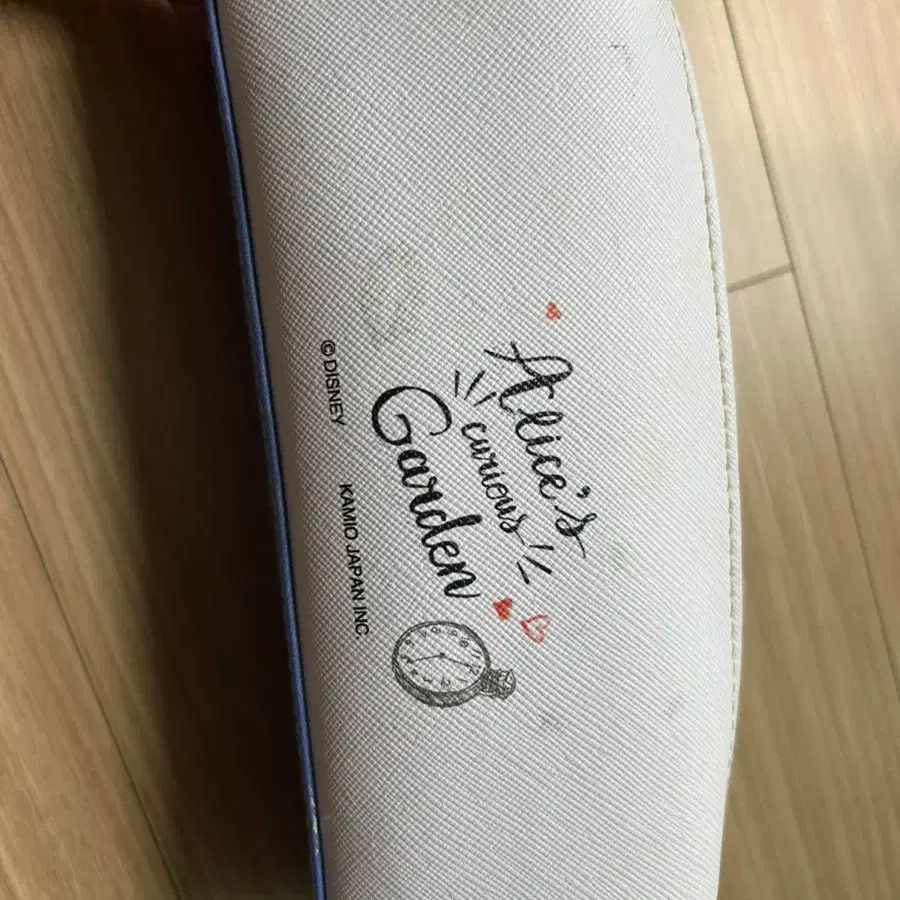 Alice's
curious
Garden
© DISNEY KAMIO JAPAN INC.